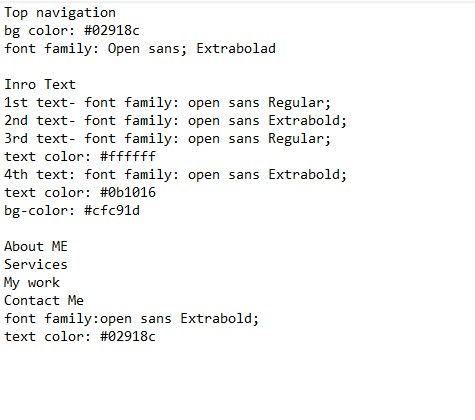 Top navigation
bg color: #02918c
font family: Open sans; Extrabolad
Inro Text
1st text- font family: open sans Regular;
2nd text- font family: open sans Extrabold;
3rd text- font family: open sans Regular;
text color: #ffffff
4th text: font family: open sans Extrabold;
text color: #0b1016
bg-color: #cfc91d
About ME
Services
My work
Contact Me
font family:open sans Extrabold;
text color: #02918c